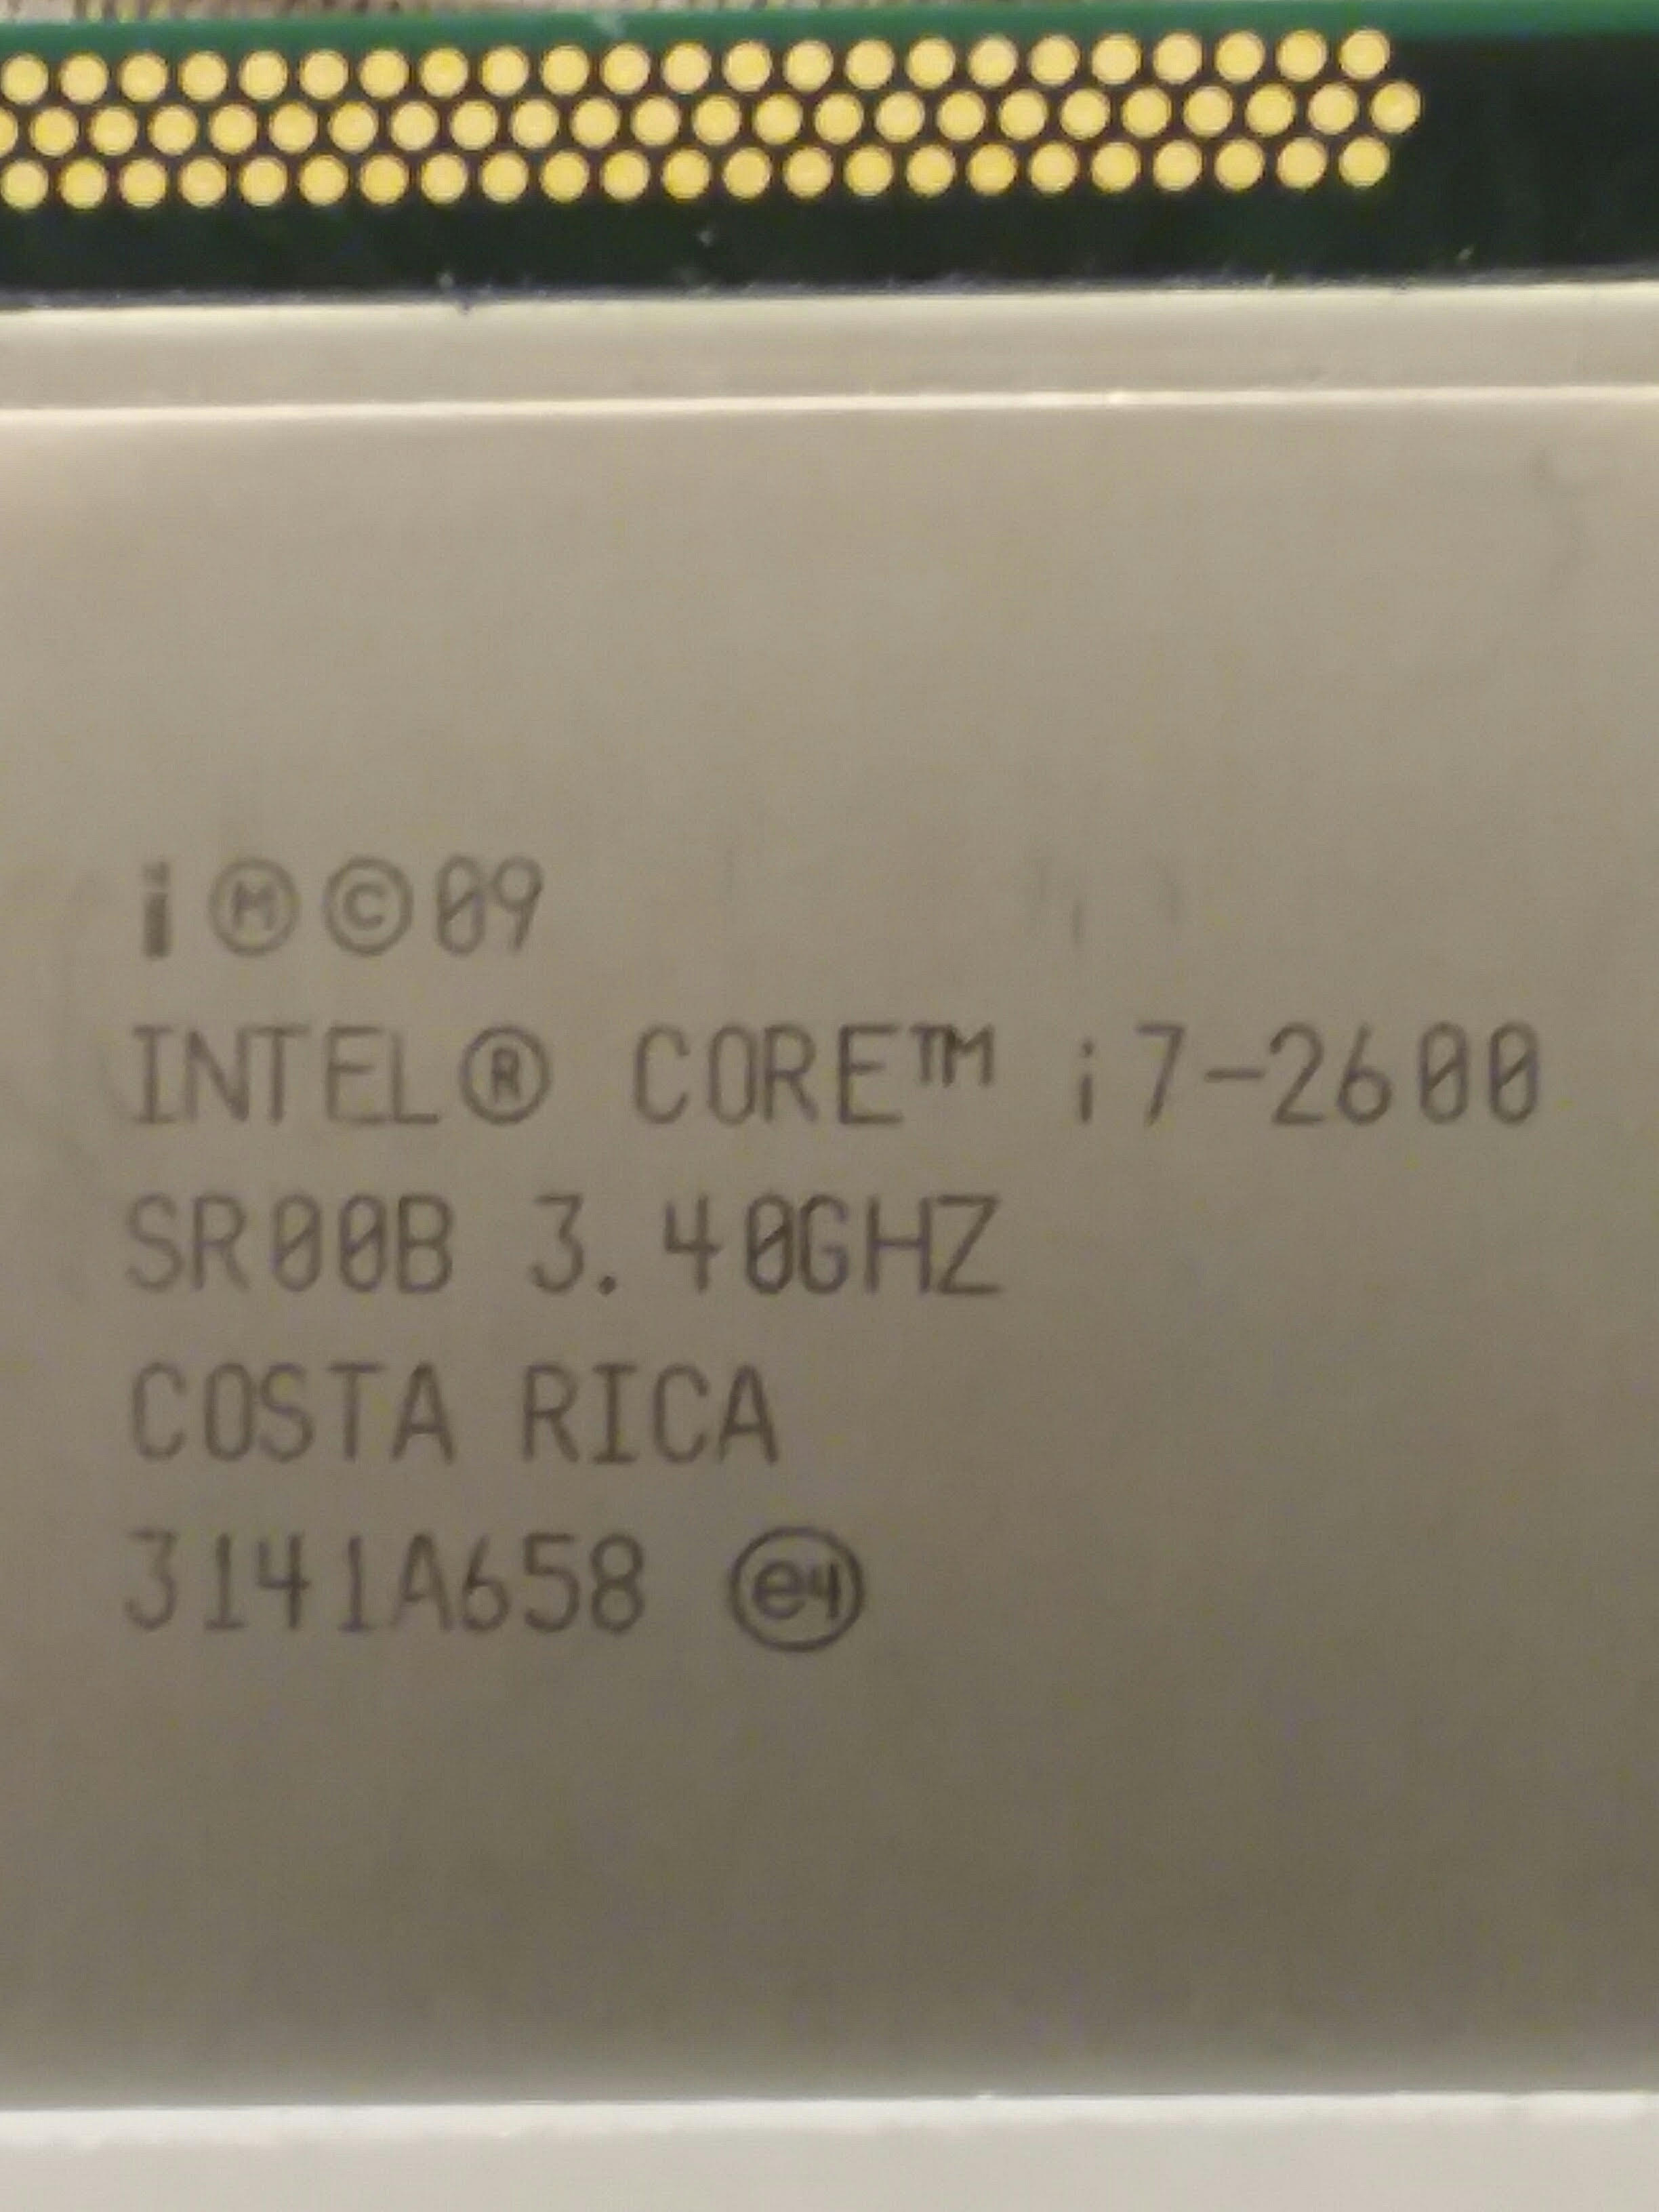 i Ⓜ©09
INTEL® CORE™ i7-2600
SR00B 3.40GHZ
COSTA RICA
3141A658 ⓔ4